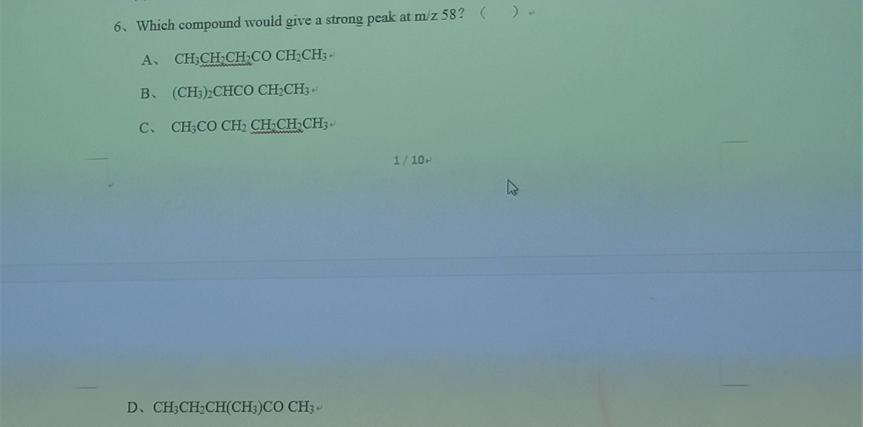 6、Which compound would give a strong peak at m/z 58? ( )
A、 CH₃CH₂CH₂CO CH₂CH₃
B、 (CH₃)₂CHCO CH₂CH₃
C、 CH₃CO CH₂ CH₂CH₂CH₃
1 / 10
D、CH₃CH₂CH(CH₃)CO CH₃